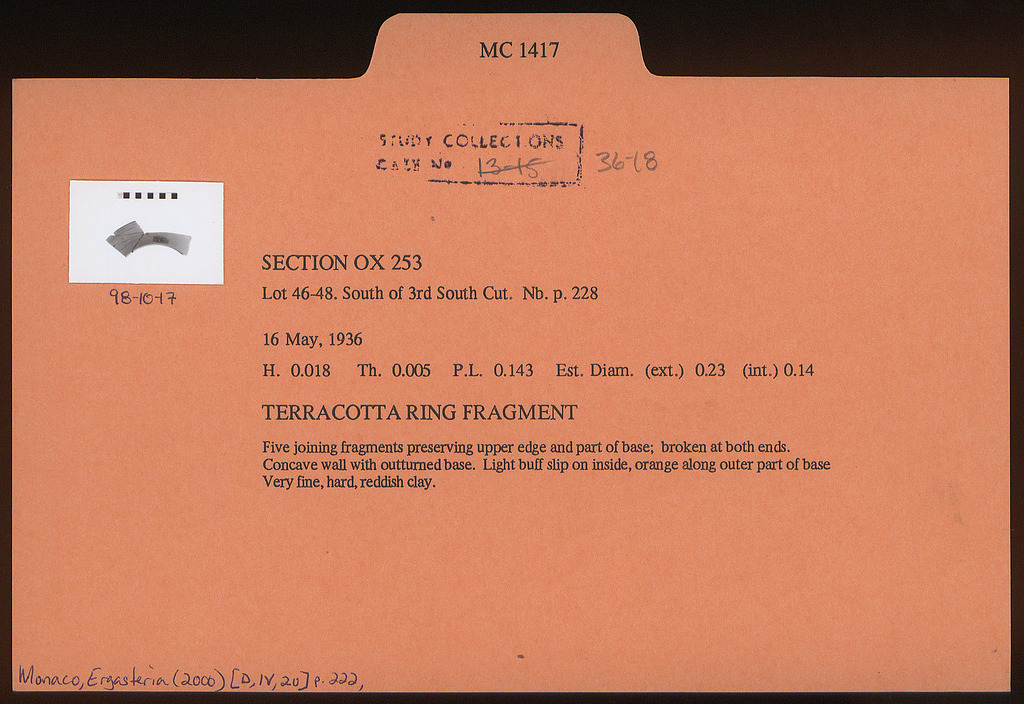 MC 1417
STUDY COLLECTIONS
CASE No 13-15 36-18
98-10-17
SECTION OX 253
Lot 46-48. South of 3rd South Cut. Nb. p. 228
16 May, 1936
H. 0.018 Th. 0.005 P.L. 0.143 Est. Diam. (ext.) 0.23 (int.) 0.14
TERRACOTTA RING FRAGMENT
Five joining fragments preserving upper edge and part of base; broken at both ends.
Concave wall with outturned base. Light buff slip on inside, orange along outer part of base
Very fine, hard, reddish clay.
Monaco, Ergasteria (2000) [D, IV, 20] p. 222,